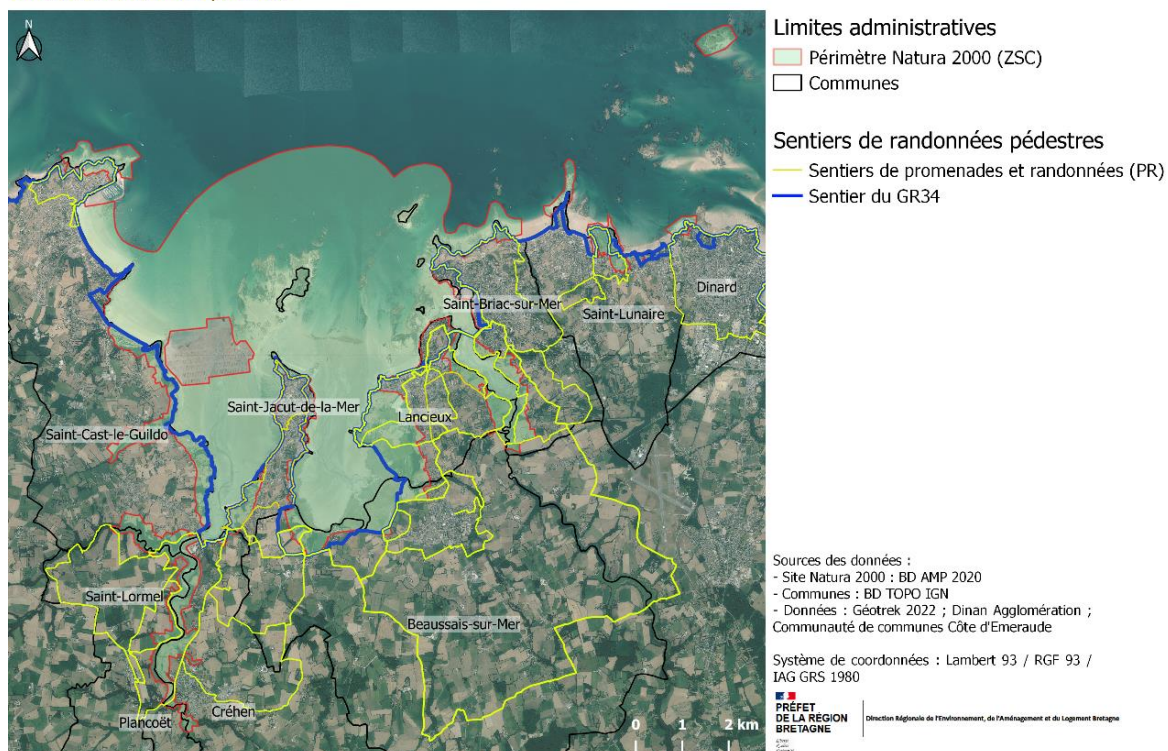 N
Limites administratives
Périmètre Natura 2000 (ZSC)
Communes
Sentiers de randonnées pédestres
Sentiers de promenades et randonnées (PR)
Sentier du GR34
Dinard
Saint-Briac-sur-Mer
Saint-Lunaire
Saint-Jacut-de-la-Mer
Lancieux
Saint-Cast-le-Guildo
Saint-Lormel
Beaussais-sur-Mer
Créhen
Plancoët
0 1 2 km
Sources des données :
- Site Natura 2000 : BD AMP 2020
- Communes : BD TOPO IGN
- Données : Géotrek 2022 ; Dinan Agglomération ;
Communauté de communes Côte d'Emeraude
Système de coordonnées : Lambert 93 / RGF 93 /
IAG GRS 1980
PRÉFET
DE LA RÉGION
BRETAGNE
Direction Régionale de l'Environnement, de l'Aménagement et du Logement Bretagne